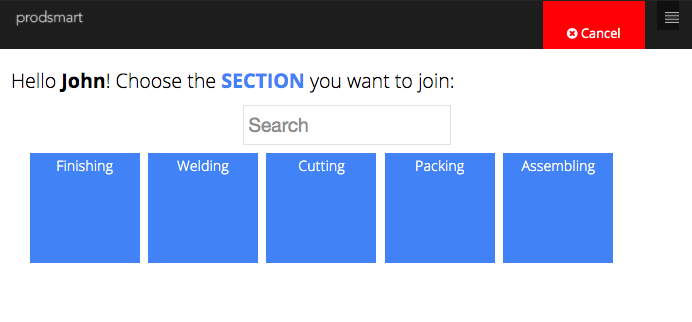 prodsmart
Cancel
Hello John! Choose the SECTION you want to join:
Search
Finishing Welding Cutting Packing Assembling